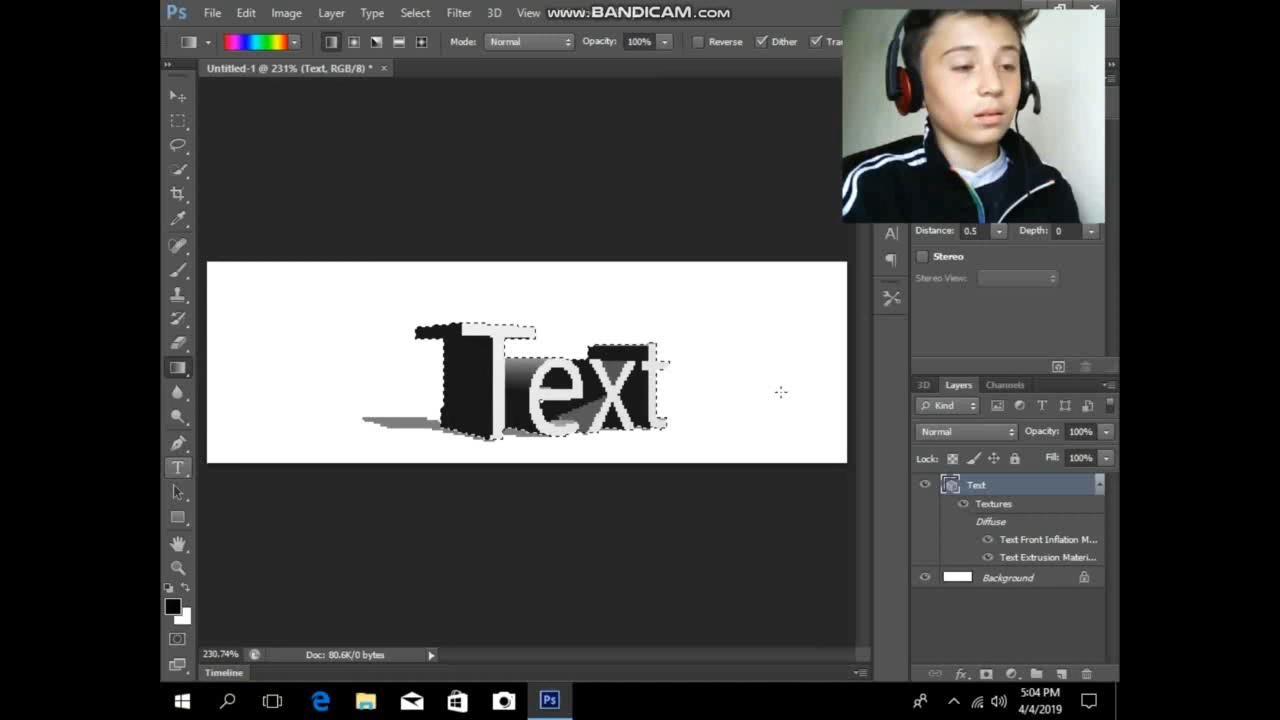 Ps File Edit Image Layer Type Select Filter 3D View www.BANDICAM.com
Mode: Normal Opacity: 100% Reverse Dither
Untitled-1 @ 231% (Text, RGB/8) * ×
Distance: 0.5 Depth: 0
Stereo
Stereo View:
Text
3D Layers Channels
Kind
Normal Opacity: 100%
Lock: Fill: 100%
Text
Textures
Diffuse
Text Front Inflation M...
Text Extrusion Materi...
Background
230.74% Doc: 80.6K/0 bytes
Timeline
5:04 PM
4/4/2019